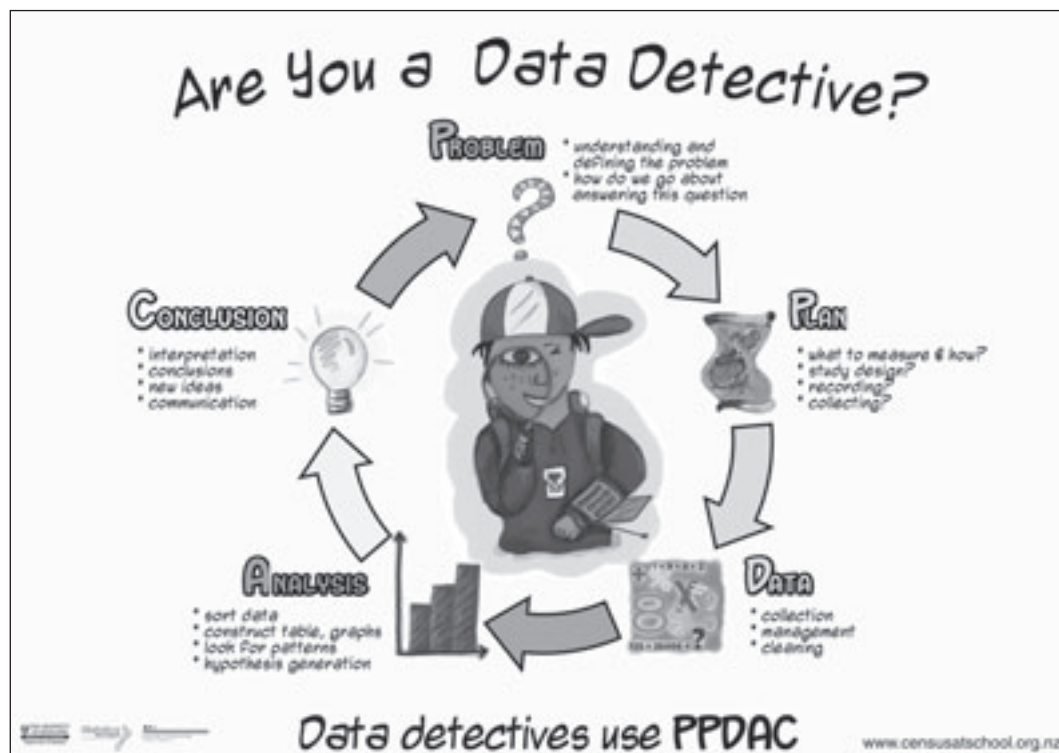 Are You a Data Detective?
PROBLEM
* understanding and
defining the problem
* how do we go about
answering this question
PLAN
* what to measure & how?
* study design?
* recording?
* collecting?
DATA
* collection
* management
* cleaning
ANALYSIS
* sort data
* construct table, graphs
* look for patterns
* hypothesis generation
CONCLUSION
* interpretation
* conclusions
* new ideas
* communication
Data detectives use PPDAC
www.censusatschool.org.nz